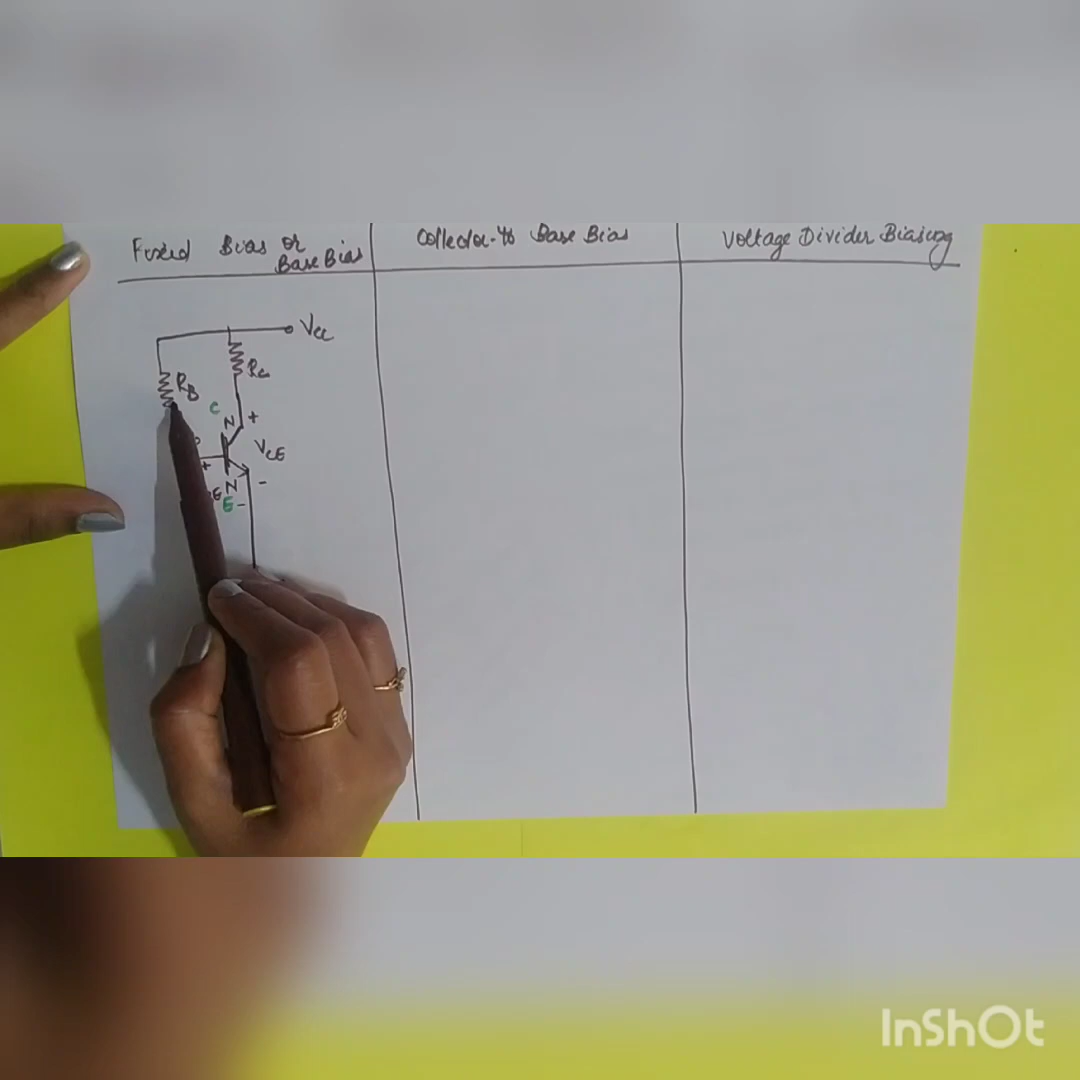 Fixed Bias or
Base Bias
Collector-to Base Bias
Voltage Divider Biasing
Vcc
Rc
RB
C
N +
VCE
+
N -
E
E -
InShOt